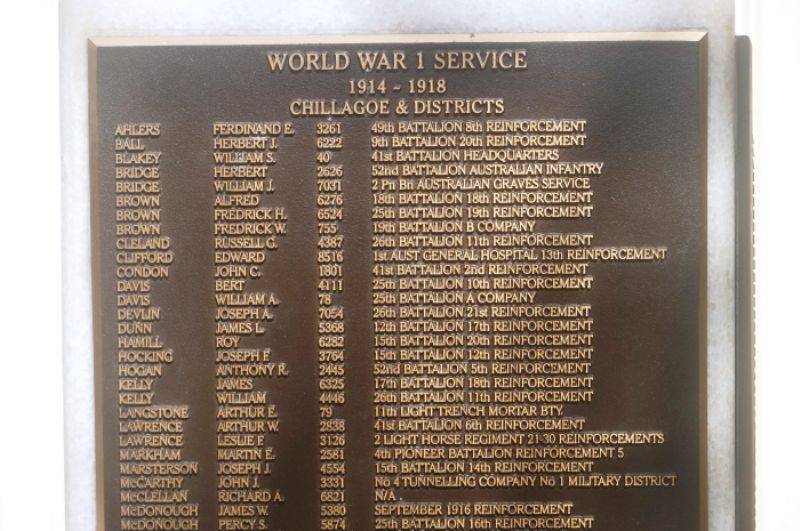 WORLD WAR 1 SERVICE
1914 - 1918
CHILLAGOE & DISTRICTS
AHLERS FERDINAND E. 3261 49th BATTALION 8th REINFORCEMENT
BALL HERBERT J. 6222 9th BATTALION 20th REINFORCEMENT
BLAKEY WILLIAM S. 40 41st BATTALION HEADQUARTERS
BRIDGE HERBERT 2626 52nd BATTALION AUSTRALIAN INFANTRY
BRIDGE WILLIAM J. 7031 2 Pn Bn AUSTRALIAN GRAVES SERVICE
BROWN ALFRED 6276 18th BATTALION 18th REINFORCEMENT
BROWN FREDRICK H. 6524 25th BATTALION 19th REINFORCEMENT
BROWN FREDRICK W. 755 19th BATTALION B COMPANY
CLELAND RUSSELL G. 4387 26th BATTALION 11th REINFORCEMENT
CLIFFORD EDWARD 8516 1st AUST GENERAL HOSPITAL 13th REINFORCEMENT
CONDON JOHN C. 1801 41st BATTALION 2nd REINFORCEMENT
DAVIS BERT 4111 25th BATTALION 10th REINFORCEMENT
DAVIS WILLIAM A. 78 25th BATTALION A COMPANY
DEVLIN JOSEPH A. 7054 26th BATTALION 21st REINFORCEMENT
DUNN JAMES L. 5368 12th BATTALION 17th REINFORCEMENT
HAMILL ROY 6282 15th BATTALION 20th REINFORCEMENT
HOCKING JOSEPH F. 3764 15th BATTALION 12th REINFORCEMENT
HOGAN ANTHONY R. 2445 52nd BATTALION 5th REINFORCEMENT
KELLY JAMES 6325 17th BATTALION 18th REINFORCEMENT
KELLY WILLIAM 4446 26th BATTALION 11th REINFORCEMENT
LANGSTONE ARTHUR E. 79 11th LIGHT TRENCH MORTAR BTY.
LAWRENCE ARTHUR W. 2838 41st BATTALION 6th REINFORCEMENT
LAWRENCE LESLIE F. 3126 2 LIGHT HORSE REGIMENT 21-30 REINFORCEMENTS
MARKHAM MARTIN E. 2581 4th PIONEER BATTALION REINFORCEMENT 5
MARSTERSON JOSEPH J. 4554 15th BATTALION 14th REINFORCEMENT
McCARTHY JOHN J. 3331 No 4 TUNNELLING COMPANY No 1 MILITARY DISTRICT
McCLELLAN RICHARD A. 6821 N/A
McDONOUGH JAMES W. 5380 SEPTEMBER 1916 REINFORCEMENT
McDONOUGH PERCY S. 5874 25th BATTALION 16th REINFORCEMENT